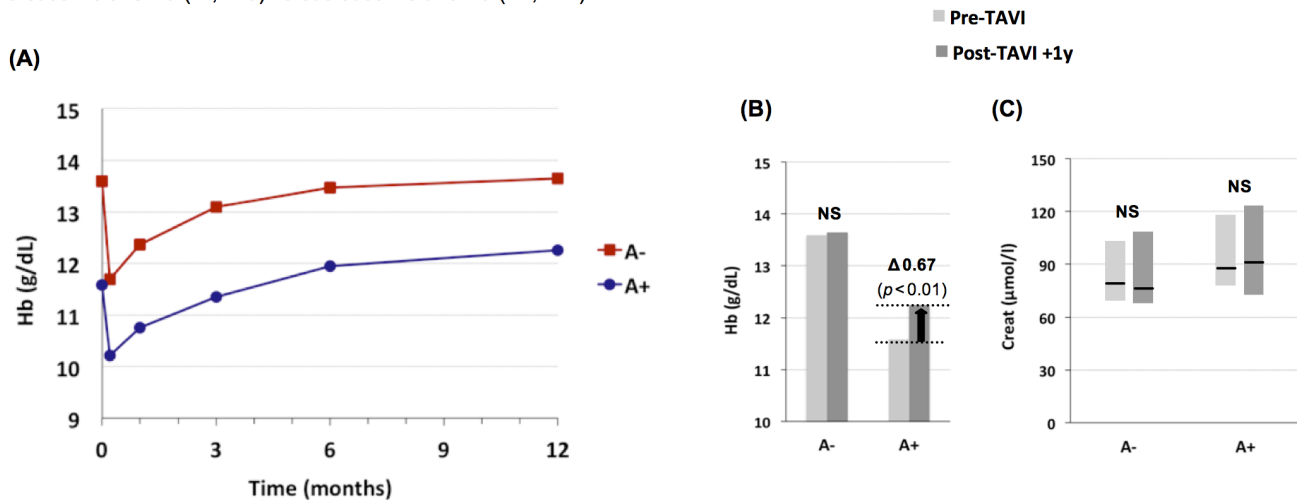 Pre-TAVI
Post-TAVI +1y
(A)
15
14
13
12
11
10
9
Hb (g/dL)
0
3
6
9
12
Time (months)
A-
A+
(B)
15
14
13
12
11
10
Hb (g/dL)
NS
Δ 0.67
(p<0.01)
A-
A+
(C)
150
120
90
60
30
0
Creat (μmol/l)
NS
NS
A-
A+